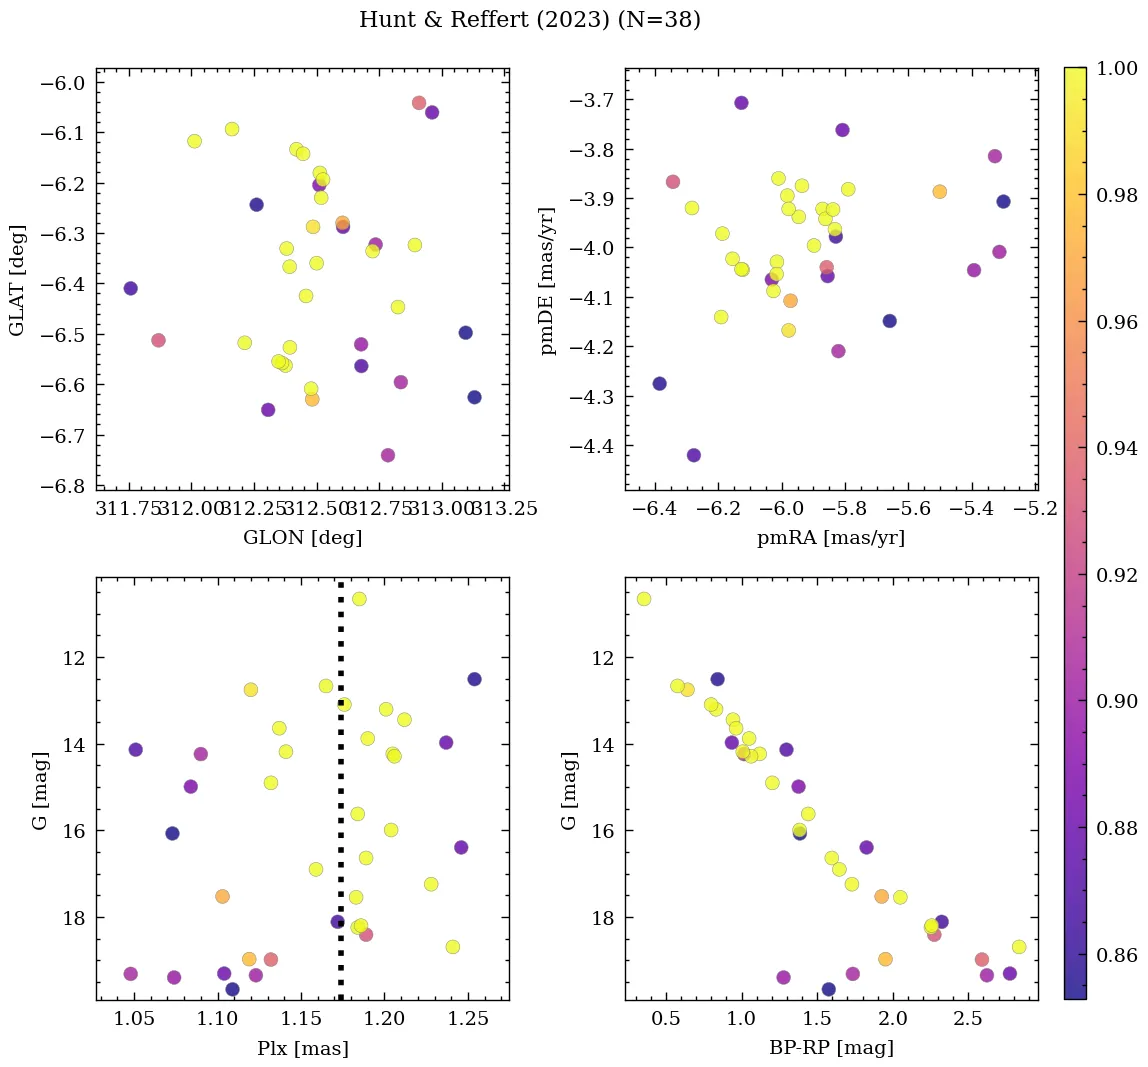 Hunt & Reffert (2023) (N=38)
−6.0
−6.1
−6.2
−6.3
−6.4
−6.5
−6.6
−6.7
−6.8
GLAT [deg]
311.75 312.00 312.25 312.50 312.75 313.00 313.25
GLON [deg]
−3.7
−3.8
−3.9
−4.0
−4.1
−4.2
−4.3
−4.4
pmDE [mas/yr]
−6.4 −6.2 −6.0 −5.8 −5.6 −5.4 −5.2
pmRA [mas/yr]
12
14
16
18
G [mag]
1.05 1.10 1.15 1.20 1.25
Plx [mas]
12
14
16
18
G [mag]
0.5 1.0 1.5 2.0 2.5
BP-RP [mag]
1.00
0.98
0.96
0.94
0.92
0.90
0.88
0.86